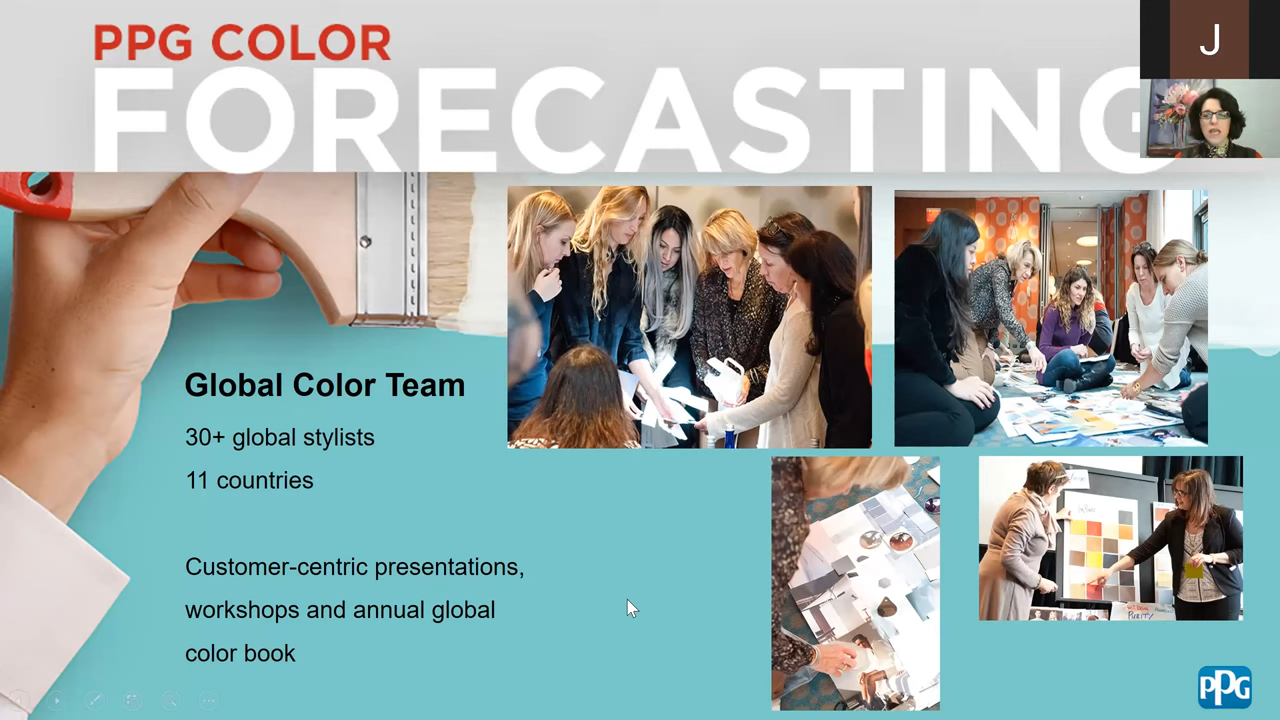 PPG COLOR
FORECASTING
J
Global Color Team
30+ global stylists
11 countries
Customer-centric presentations,
workshops and annual global
color book
PURITY
PPG